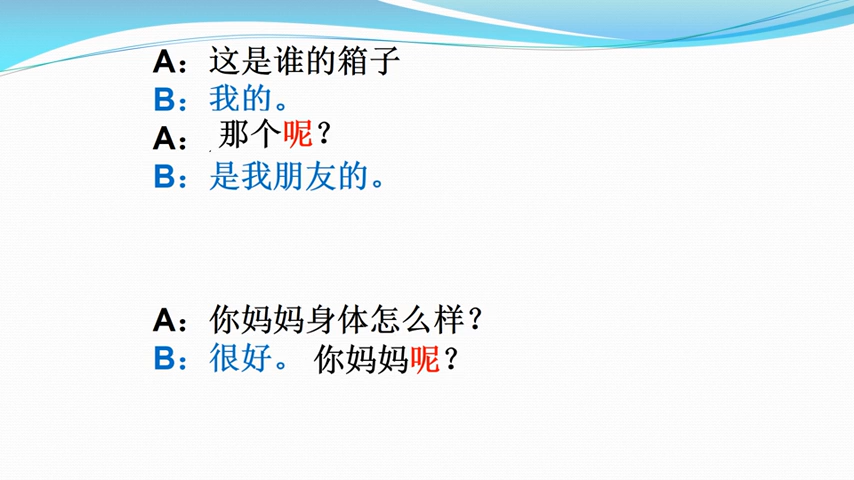 A：这是谁的箱子
B：我的。
A：那个呢？
B：是我朋友的。
A：你妈妈身体怎么样？
B：很好。你妈妈呢？